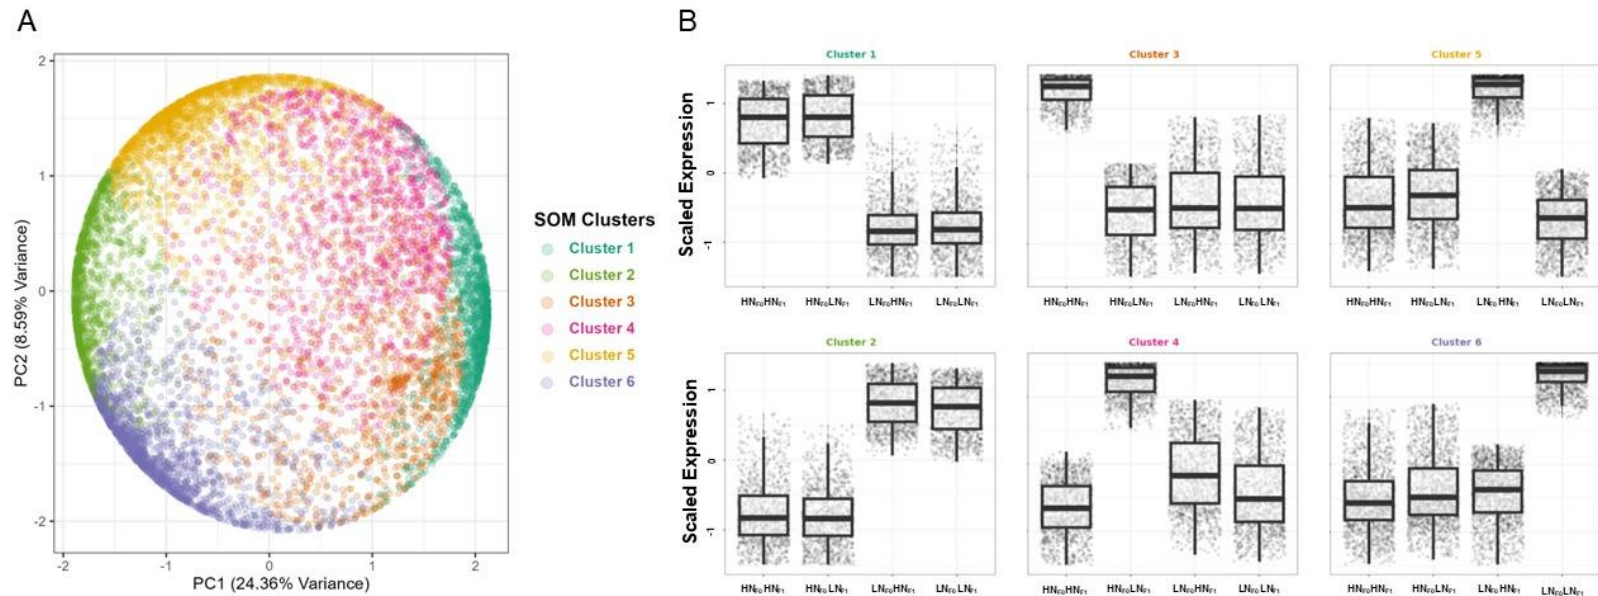 A
B
2
1
0
-1
-2
-2
-1
0
1
2
PC2 (8.59% Variance)
PC1 (24.36% Variance)
SOM Clusters
Cluster 1
Cluster 2
Cluster 3
Cluster 4
Cluster 5
Cluster 6
Cluster 1
Cluster 3
Cluster 5
Scaled Expression
1
0
-1
HNF0HNF1
HNF0LNF1
LNF0HNF1
LNF0LNF1
HNF0HNF1
HNF0LNF1
LNF0HNF1
LNF0LNF1
HNF0HNF1
HNF0LNF1
LNF0HNF1
LNF0LNF1
Cluster 2
Cluster 4
Cluster 6
Scaled Expression
1
0
-1
HNF0HNF1
HNF0LNF1
LNF0HNF1
LNF0LNF1
HNF0HNF1
HNF0LNF1
LNF0HNF1
LNF0LNF1
HNF0HNF1
HNF0LNF1
LNF0HNF1
LNF0LNF1